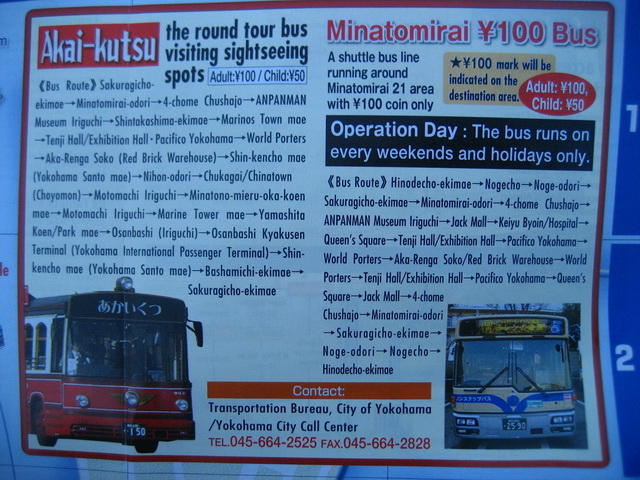 Akai-kutsu
the round tour bus
visiting sightseeing
spots
Adult:¥100 / Child:¥50
《Bus Route》Sakuragicho-
ekimae→Minatomirai-odori→4-chome Chushajo→ANPANMAN
Museum Iriguchi→Shintakashima-ekimae→Marinos Town mae
→Tenji Hall/Exhibition Hall・Pacifico Yokohama→World Porters
→Aka-Renga Soko (Red Brick Warehouse)→Shin-kencho mae
(Yokohama Santo mae)→Nihon-odori→Chukagai/Chinatown
(Choyomon)→Motomachi Iriguchi→Minatono-mieru-oka-koen
mae→Motomachi Iriguchi→Marine Tower mae→Yamashita
Koen/Park mae→Osanbashi (Iriguchi)→Osanbashi Kyakusen
Terminal (Yokohama International Passenger Terminal)→Shin-
kencho mae (Yokohama Santo mae)→Bashamichi-ekimae→
Sakuragicho-ekimae
あかいくつ
150
Minatomirai ¥100 Bus
A shuttle bus line
running around
Minatomirai 21 area
with ¥100 coin only
★¥100 mark will be
indicated on the
destination area.
Adult: ¥100,
Child: ¥50
Operation Day : The bus runs on
every weekends and holidays only.
《Bus Route》Hinodecho-ekimae→Nogecho→Noge-odori→
Sakuragicho-ekimae→Minatomirai-odori→4-chome Chushajo→
ANPANMAN Museum Iriguchi→Jack Mall→Keiyu Byoin/Hospital→
Queen's Square→Tenji Hall/Exhibition Hall→Pacifico Yokohama→
World Porters→Aka-Renga Soko/Red Brick Warehouse→World
Porters→Tenji Hall/Exhibition Hall→Pacifico Yokohama→Queen's
Square→Jack Mall→4-chome
Chushajo→Minatomirai-odori
→Sakuragicho-ekimae→
Noge-odori→Nogecho→
Hinodecho-ekimae
ノンステップバス
2590
Contact:
Transportation Bureau, City of Yokohama
/Yokohama City Call Center
TEL.045-664-2525 FAX.045-664-2828
1
2